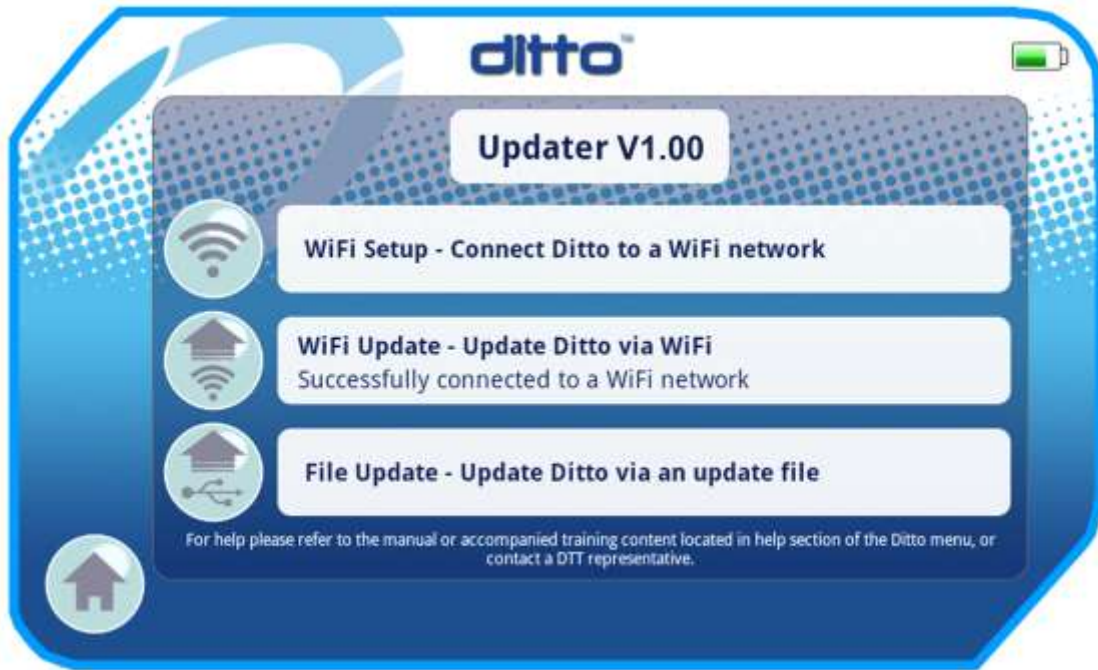 ditto™
Updater V1.00
WiFi Setup - Connect Ditto to a WiFi network
WiFi Update - Update Ditto via WiFi
Successfully connected to a WiFi network
File Update - Update Ditto via an update file
For help please refer to the manual or accompanied training content located in help section of the Ditto menu, or
contact a DTT representative.